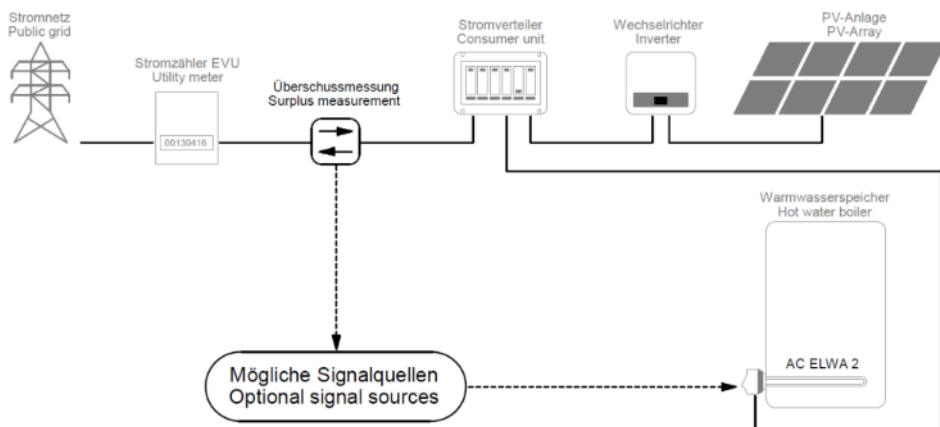 Stromnetz
Public grid
Stromzähler EVU
Utility meter
00130416
Überschussmessung
Surplus measurement
Stromverteiler
Consumer unit
Wechselrichter
Inverter
PV-Anlage
PV-Array
Warmwasserspeicher
Hot water boiler
AC ELWA 2
Mögliche Signalquellen
Optional signal sources